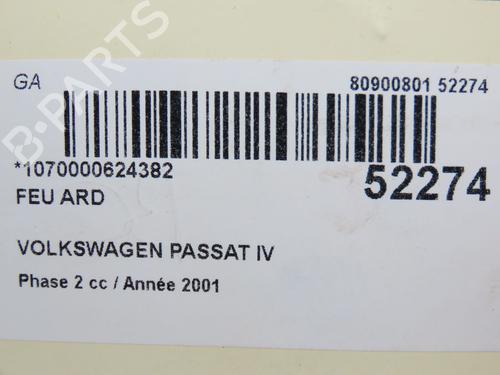 GA
80900801 52274
*1070000624382
52274
FEU ARD
VOLKSWAGEN PASSAT IV
Phase 2 cc / Année 2001
B-PARTS